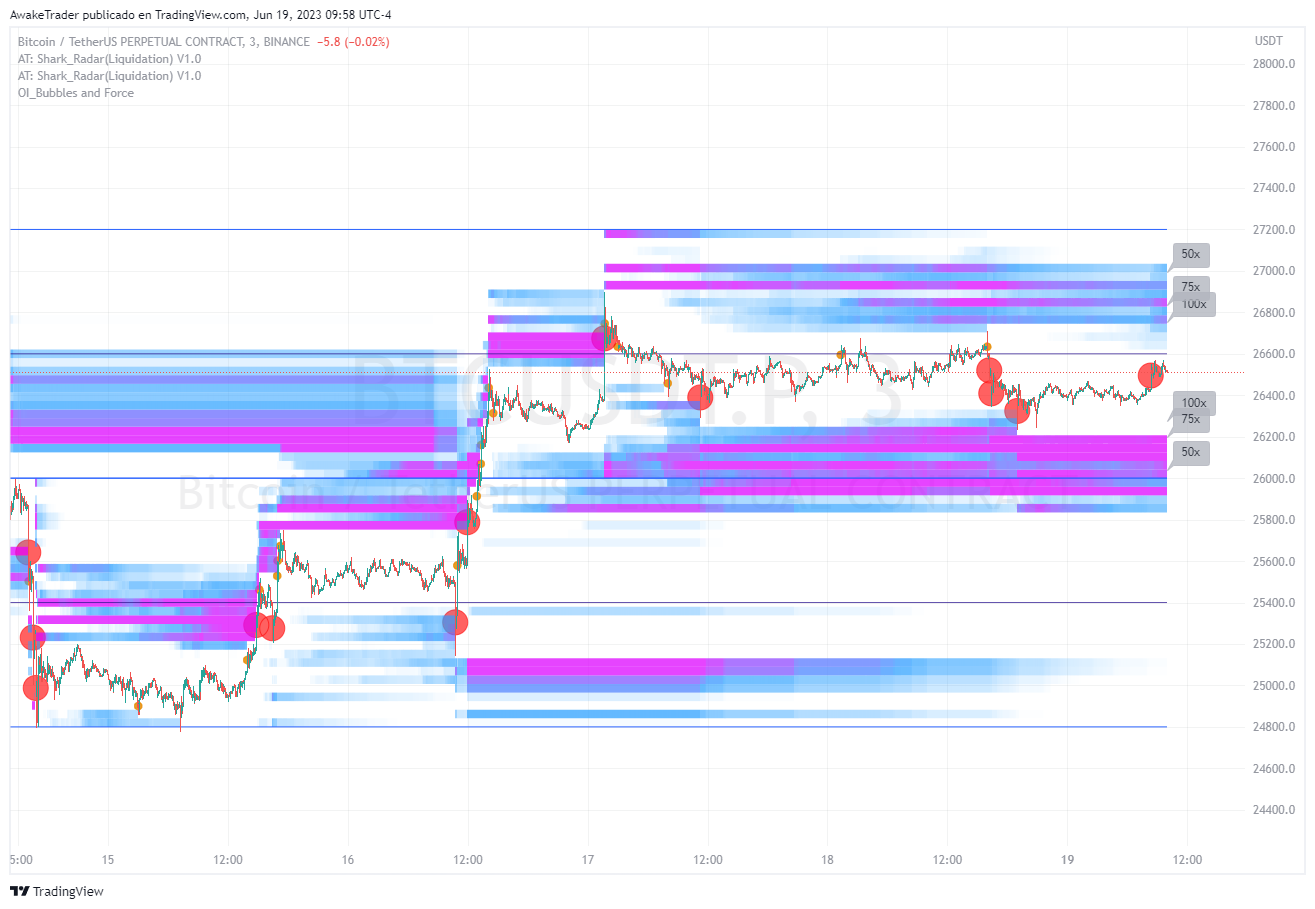 AwakeTrader publicado en TradingView.com, Jun 19, 2023 09:58 UTC-4
Bitcoin / TetherUS PERPETUAL CONTRACT, 3, BINANCE −5.8 (−0.02%)
AT: Shark_Radar(Liquidation) V1.0
AT: Shark_Radar(Liquidation) V1.0
OI_Bubbles and Force
USDT
28000.0
27800.0
27600.0
27400.0
27200.0
27000.0
26800.0
26600.0
26400.0
26200.0
26000.0
25800.0
25600.0
25400.0
25200.0
25000.0
24800.0
24600.0
24400.0
50x
75x
100x
100x
75x
50x
BTCUSDT.P, 3
Bitcoin / TetherUS PERPETUAL CONTRACT
5:00 15 12:00 16 12:00 17 12:00 18 12:00 19 12:00
TradingView